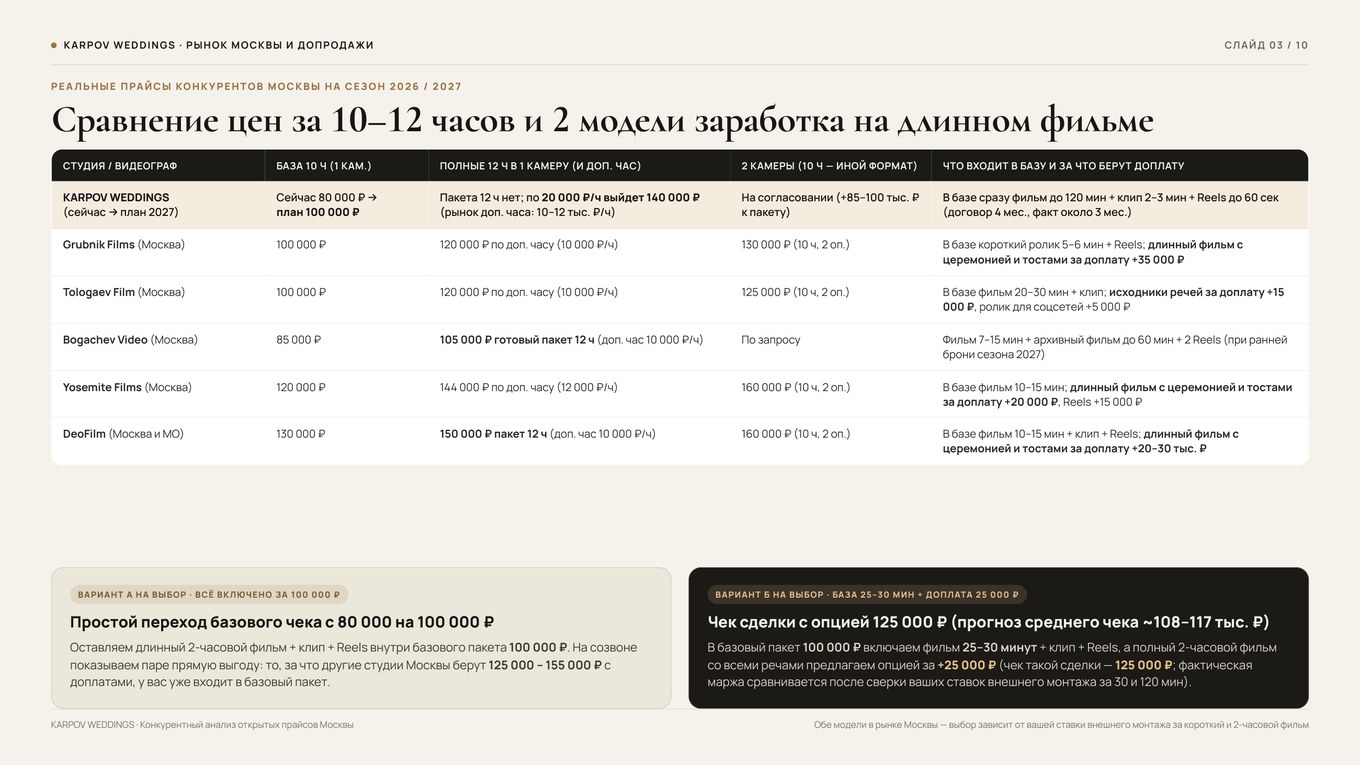 KARPOV WEDDINGS · РЫНОК МОСКВЫ И ДОПРОДАЖИ
СЛАЙД 03 / 10
РЕАЛЬНЫЕ ПРАЙСЫ КОНКУРЕНТОВ МОСКВЫ НА СЕЗОН 2026 / 2027
Сравнение цен за 10–12 часов и 2 модели заработка на длинном фильме
СТУДИЯ / ВИДЕОГРАФ
БАЗА 10 Ч (1 КАМ.)
ПОЛНЫЕ 12 Ч В 1 КАМЕРУ (И ДОП. ЧАС)
2 КАМЕРЫ (10 Ч — ИНОЙ ФОРМАТ)
ЧТО ВХОДИТ В БАЗУ И ЗА ЧТО БЕРУТ ДОПЛАТУ
KARPOV WEDDINGS
(сейчас → план 2027)
Сейчас 80 000 ₽ →
план 100 000 ₽
Пакета 12 ч нет; по 20 000 ₽/ч выйдет 140 000 ₽
(рынок доп. часа: 10–12 тыс. ₽/ч)
На согласовании (+85–100 тыс. ₽
к пакету)
В базе сразу фильм до 120 мин + клип 2–3 мин + Reels до 60 сек
(договор 4 мес., факт около 3 мес.)
Grubnik Films (Москва)
100 000 ₽
120 000 ₽ по доп. часу (10 000 ₽/ч)
130 000 ₽ (10 ч, 2 оп.)
В базе короткий ролик 5–6 мин + Reels; длинный фильм с
церемонией и тостами за доплату +35 000 ₽
Tologaev Film (Москва)
100 000 ₽
120 000 ₽ по доп. часу (10 000 ₽/ч)
125 000 ₽ (10 ч, 2 оп.)
В базе фильм 20–30 мин + клип; исходники речей за доплату +15
000 ₽, ролик для соцсетей +5 000 ₽
Bogachev Video (Москва)
85 000 ₽
105 000 ₽ готовый пакет 12 ч (доп. час 10 000 ₽/ч)
По запросу
Фильм 7–15 мин + архивный фильм до 60 мин + 2 Reels (при ранней
брони сезона 2027)
Yosemite Films (Москва)
120 000 ₽
144 000 ₽ по доп. часу (12 000 ₽/ч)
160 000 ₽ (10 ч, 2 оп.)
В базе фильм 10–15 мин; длинный фильм с церемонией и тостами
за доплату +20 000 ₽, Reels +15 000 ₽
DeoFilm (Москва и МО)
130 000 ₽
150 000 ₽ пакет 12 ч (доп. час 10 000 ₽/ч)
160 000 ₽ (10 ч, 2 оп.)
В базе фильм 10–15 мин + клип + Reels; длинный фильм с
церемонией и тостами за доплату +20–30 тыс. ₽
ВАРИАНТ А НА ВЫБОР · ВСЁ ВКЛЮЧЕНО ЗА 100 000 ₽
Простой переход базового чека с 80 000 на 100 000 ₽
Оставляем длинный 2-часовой фильм + клип + Reels внутри базового пакета 100 000 ₽. На созвоне
показываем паре прямую выгоду: то, за что другие студии Москвы берут 125 000 – 155 000 ₽ с
доплатами, у вас уже входит в базовый пакет.
ВАРИАНТ Б НА ВЫБОР · БАЗА 25–30 МИН + ДОПЛАТА 25 000 ₽
Чек сделки с опцией 125 000 ₽ (прогноз среднего чека ~108–117 тыс. ₽)
В базовый пакет 100 000 ₽ включаем фильм 25–30 минут + клип + Reels, а полный 2-часовой фильм
со всеми речами предлагаем опцией за +25 000 ₽ (чек такой сделки — 125 000 ₽; фактическая
маржа сравнивается после сверки ваших ставок внешнего монтажа за 30 и 120 мин).
KARPOV WEDDINGS · Конкурентный анализ открытых прайсов Москвы
Обе модели в рынке Москвы — выбор зависит от вашей ставки внешнего монтажа за короткий и 2-часовой фильм